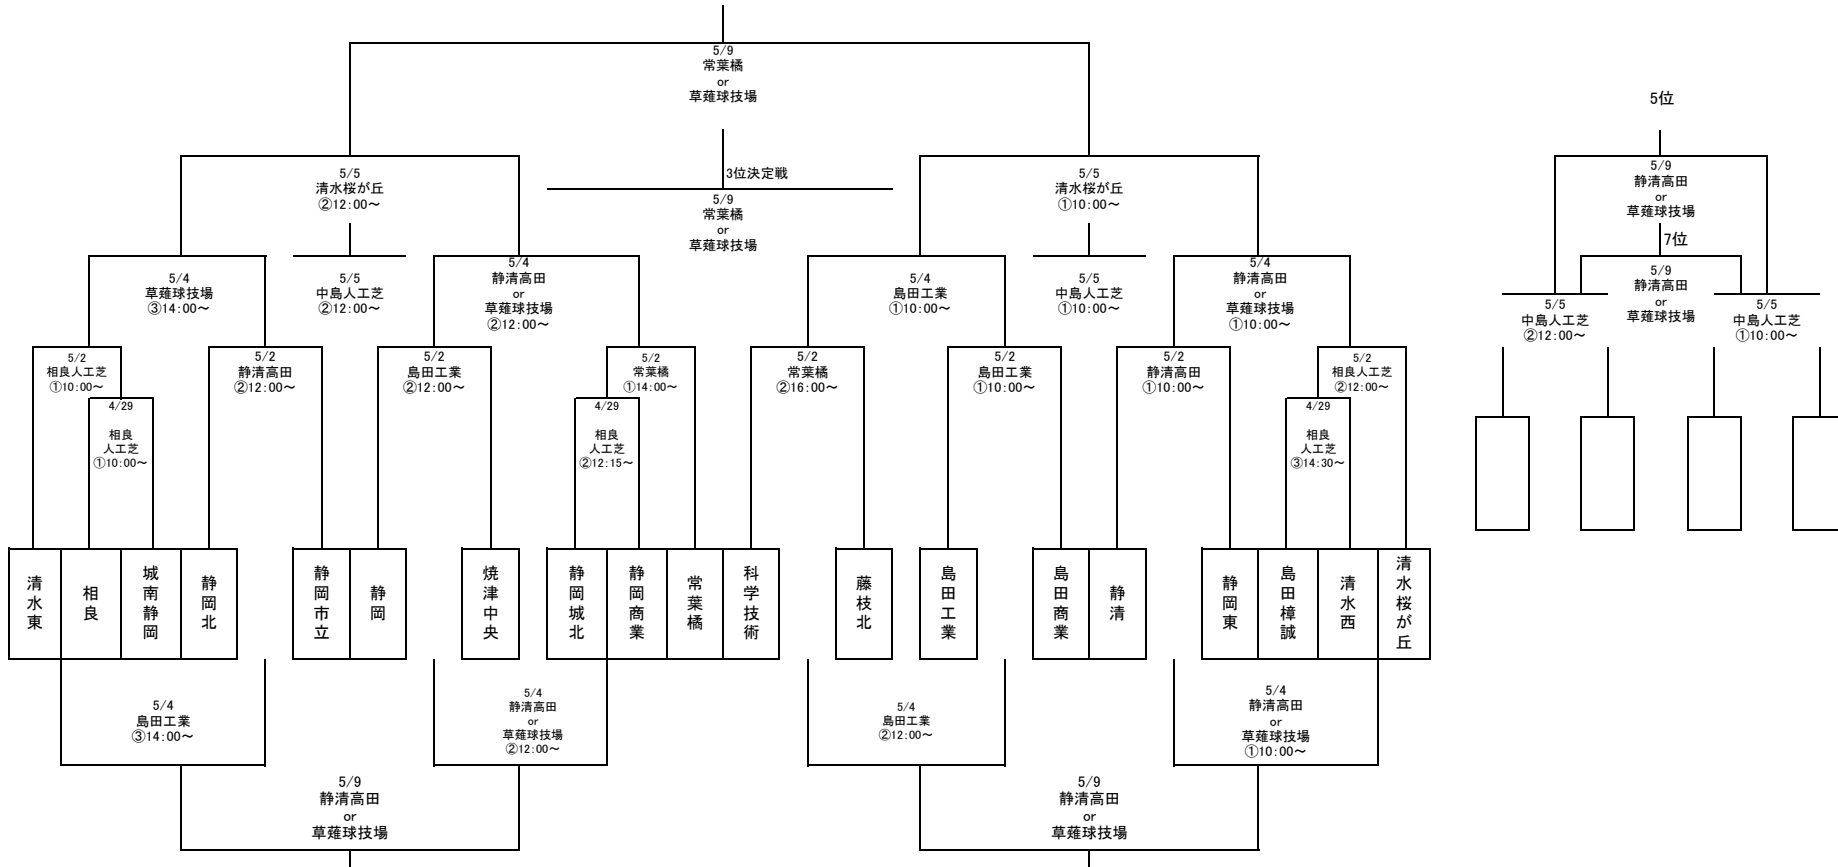 5/9
常葉橘
or
草薙球技場
5位
5/5
清水桜が丘
②12:00～
3位決定戦
5/9
常葉橘
or
草薙球技場
5/5
清水桜が丘
①10:00～
5/9
静清高田
or
草薙球技場
7位
5/4
草薙球技場
③14:00～
5/5
中島人工芝
②12:00～
5/4
静清高田
or
草薙球技場
②12:00～
5/4
島田工業
①10:00～
5/5
中島人工芝
①10:00～
5/4
静清高田
or
草薙球技場
①10:00～
5/5
中島人工芝
②12:00～
5/9
静清高田
or
草薙球技場
5/5
中島人工芝
①10:00～
5/2
相良人工芝
①10:00～
5/2
静清高田
②12:00～
5/2
島田工業
②12:00～
5/2
常葉橘
①14:00～
5/2
常葉橘
②16:00～
5/2
島田工業
①10:00～
5/2
静清高田
①10:00～
5/2
相良人工芝
②12:00～
4/29
相良
人工芝
①10:00～
4/29
相良
人工芝
②12:15～
4/29
相良
人工芝
③14:30～
清水東
相良
城南静岡
静岡北
静岡市立
静岡
焼津中央
静岡城北
静岡商業
常葉橘
科学技術
藤枝北
島田工業
島田商業
静清
静岡東
島田樟誠
清水西
清水桜が丘
5/4
島田工業
③14:00～
5/4
静清高田
or
草薙球技場
②12:00～
5/4
島田工業
②12:00～
5/4
静清高田
or
草薙球技場
①10:00～
5/9
静清高田
or
草薙球技場
5/9
静清高田
or
草薙球技場